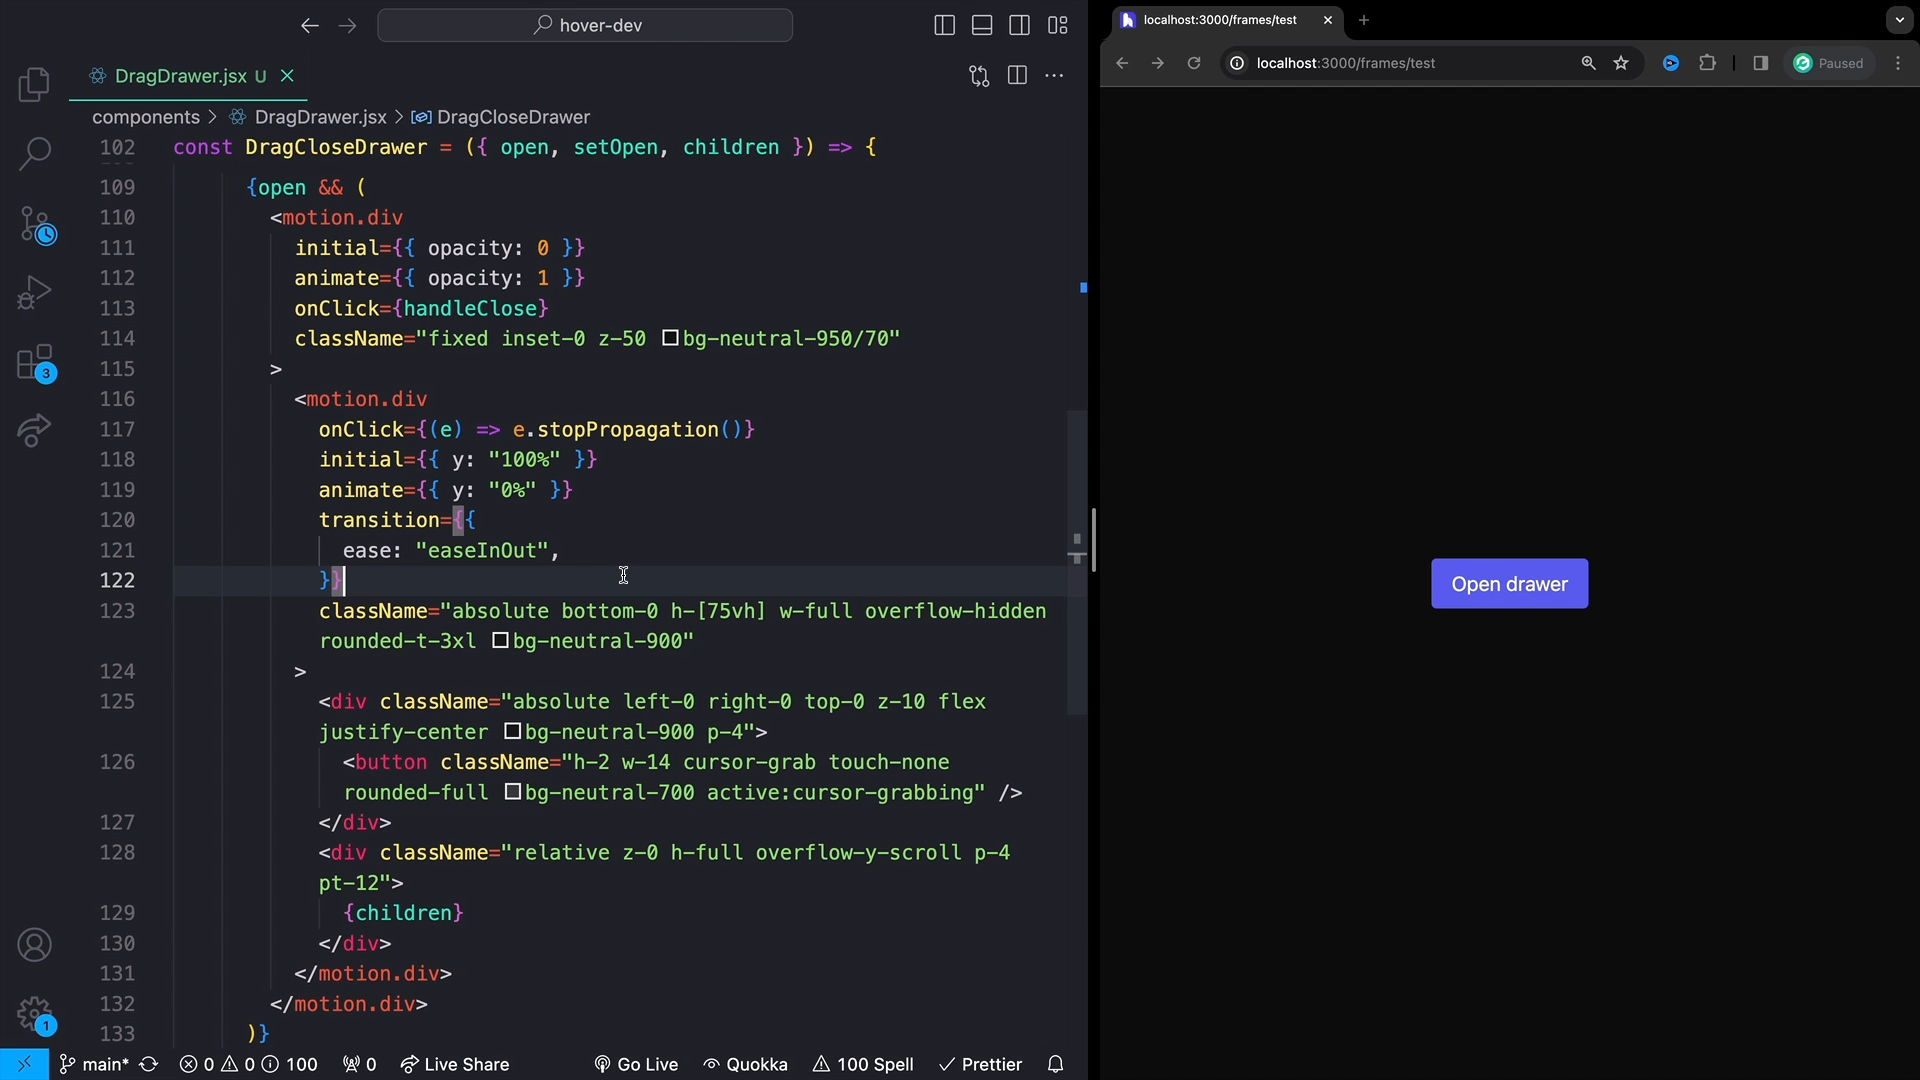 hover-dev
DragDrawer.jsx U
components > DragDrawer.jsx > DragCloseDrawer
102 const DragCloseDrawer = ({ open, setOpen, children }) => {
109 {open && (
110 <motion.div
111 initial={{ opacity: 0 }}
112 animate={{ opacity: 1 }}
113 onClick={handleClose}
114 className="fixed inset-0 z-50 bg-neutral-950/70"
115 >
116 <motion.div
117 onClick={(e) => e.stopPropagation()}
118 initial={{ y: "100%" }}
119 animate={{ y: "0%" }}
120 transition={{
121 ease: "easeInOut",
122 }}
123 className="absolute bottom-0 h-[75vh] w-full overflow-hidden
rounded-t-3xl bg-neutral-900"
124 >
125 <div className="absolute left-0 right-0 top-0 z-10 flex
justify-center bg-neutral-900 p-4">
126 <button className="h-2 w-14 cursor-grab touch-none
rounded-full bg-neutral-700 active:cursor-grabbing" />
127 </div>
128 <div className="relative z-0 h-full overflow-y-scroll p-4
pt-12">
129 {children}
130 </div>
131 </motion.div>
132 </motion.div>
133 )}
3
1
main* 0 0 100 0 Live Share Go Live Quokka 100 Spell Prettier
localhost:3000/frames/test
localhost:3000/frames/test
Paused
Open drawer